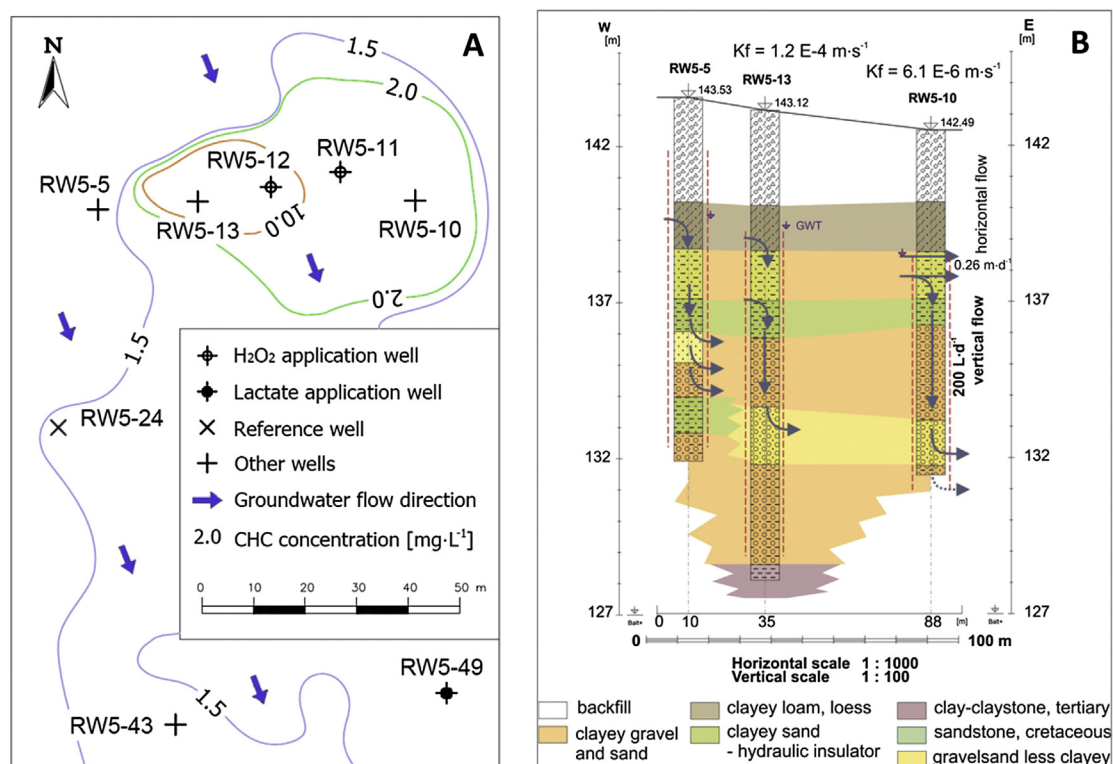 N
A
1.5
2.0
RW5-12
RW5-11
RW5-5
RW5-13
10.0
RW5-10
2.0
1.5
RW5-24
H₂O₂ application well
Lactate application well
Reference well
Other wells
Groundwater flow direction
2.0 CHC concentration [mg·L⁻¹]
0 10 20 30 40 50 m
1.5
RW5-49
RW5-43
W
[m]
E
[m]
B
Kf = 1.2 E-4 m·s⁻¹
Kf = 6.1 E-6 m·s⁻¹
RW5-5
RW5-13
RW5-10
143.53
143.12
142.49
142
142
GWT
horizontal flow
0.26 m·d⁻¹
137
137
200 L·d⁻¹
vertical flow
132
132
127
127
Balt+
0 10 35 88 [m]
Balt+
0 100 m
Horizontal scale 1 : 1000
Vertical scale 1 : 100
backfill
clayey loam, loess
clay-claystone, tertiary
clayey gravel
and sand
clayey sand
- hydraulic insulator
sandstone, cretaceous
gravelsand less clayey